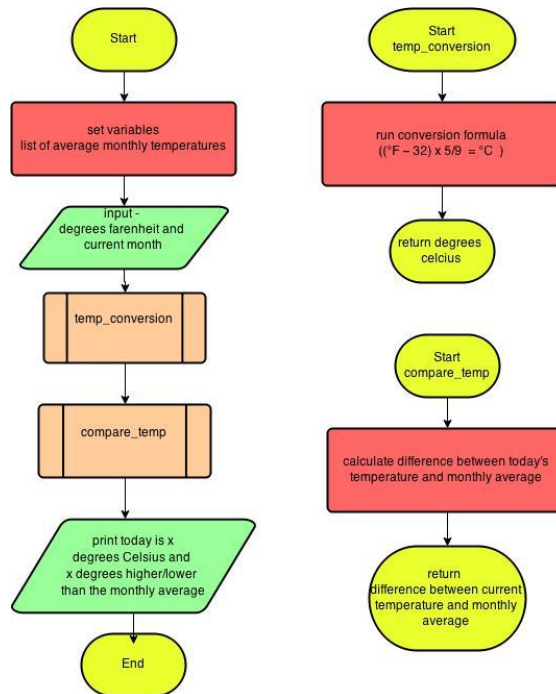 Start
set variables
list of average monthly temperatures
input -
degrees farenheit and
current month
temp_conversion
compare_temp
print today is x
degrees Celsius and
x degrees higher/lower
than the monthly average
End
Start
temp_conversion
run conversion formula
((°F – 32) x 5/9 = °C )
return degrees
celcius
Start
compare_temp
calculate difference between today's
temperature and monthly average
return
difference between current
temperature and monthly
average